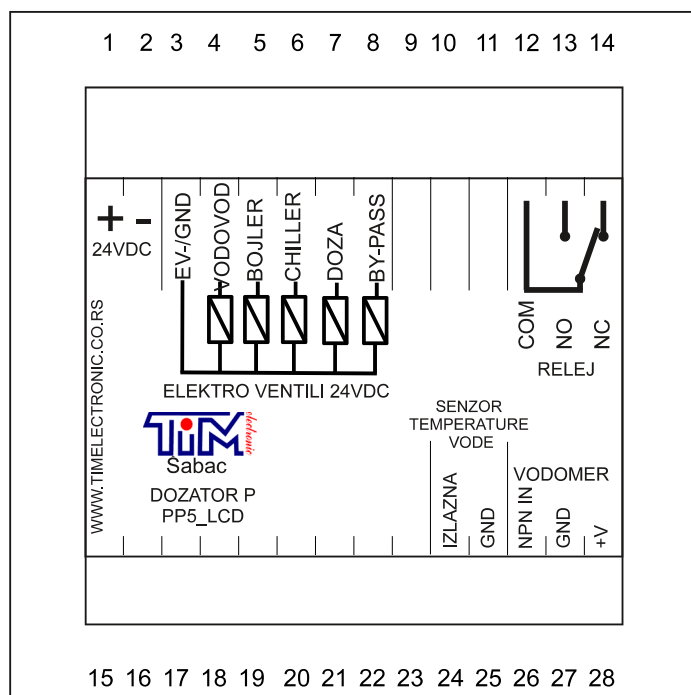 1 2 3 4 5 6 7 8 9 10 11 12 13 14
+ -
24VDC
EV-/GND
VODOVOD
BOJLER
CHILLER
DOZA
BY-PASS
COM
NO
NC
RELEJ
ELEKTRO VENTILI 24VDC
WWW.TIMELECTRONIC.CO.RS
TiM electronic
Šabac
DOZATOR P
PP5_LCD
SENZOR
TEMPERATURE
VODE
IZLAZNA
GND
VODOMER
NPN IN
GND
+V
15 16 17 18 19 20 21 22 23 24 25 26 27 28